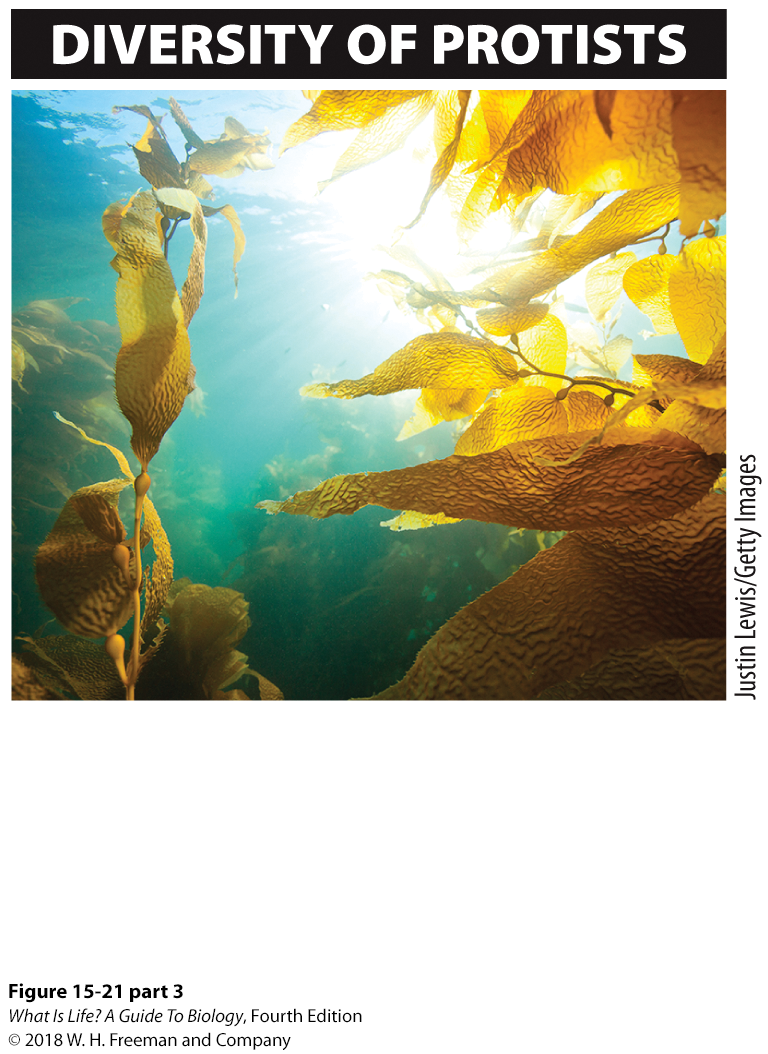 DIVERSITY OF PROTISTS
Justin Lewis/Getty Images
Figure 15-21 part 3
What Is Life? A Guide To Biology, Fourth Edition
© 2018 W. H. Freeman and Company